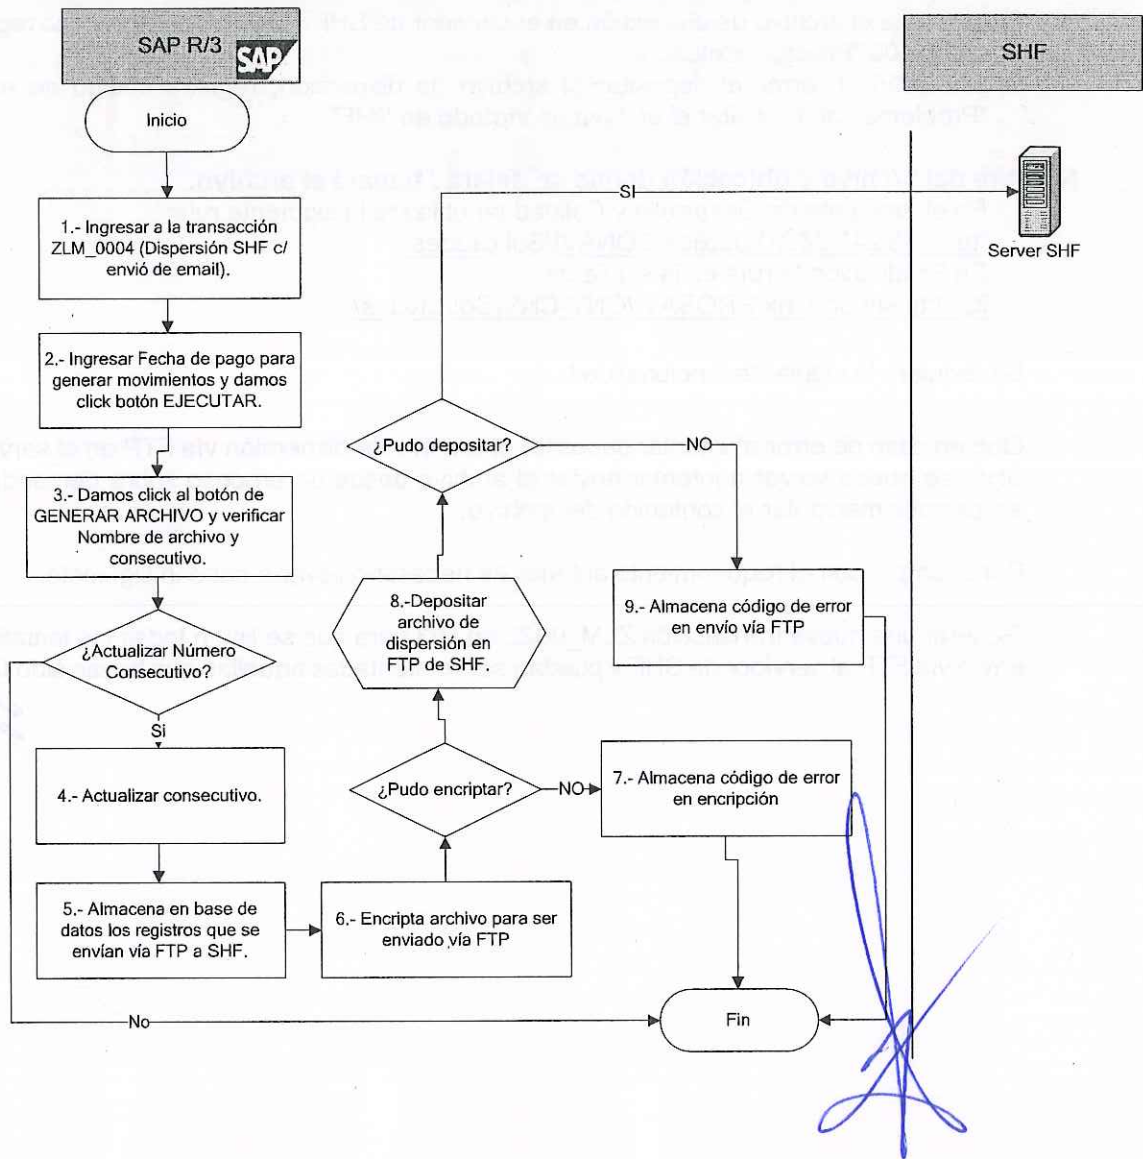 SAP R/3
SAP
SHF
Inicio
1.- Ingresar a la transacción
ZLM_0004 (Dispersión SHF c/
envió de email).
2.- Ingresar Fecha de pago para
generar movimientos y damos
click botón EJECUTAR.
3.- Damos click al botón de
GENERAR ARCHIVO y verificar
Nombre de archivo y
consecutivo.
¿Actualizar Número
Consecutivo?
Si
4.- Actualizar consecutivo.
5.- Almacena en base de
datos los registros que se
envían vía FTP a SHF.
6.- Encripta archivo para ser
enviado vía FTP
¿Pudo encriptar?
NO
7.- Almacena código de error
en encripción
8.-Depositar
archivo de
dispersión en
FTP de SHF.
¿Pudo depositar?
SI
NO
Server SHF
9.- Almacena código de error
en envío vía FTP
No
Fin